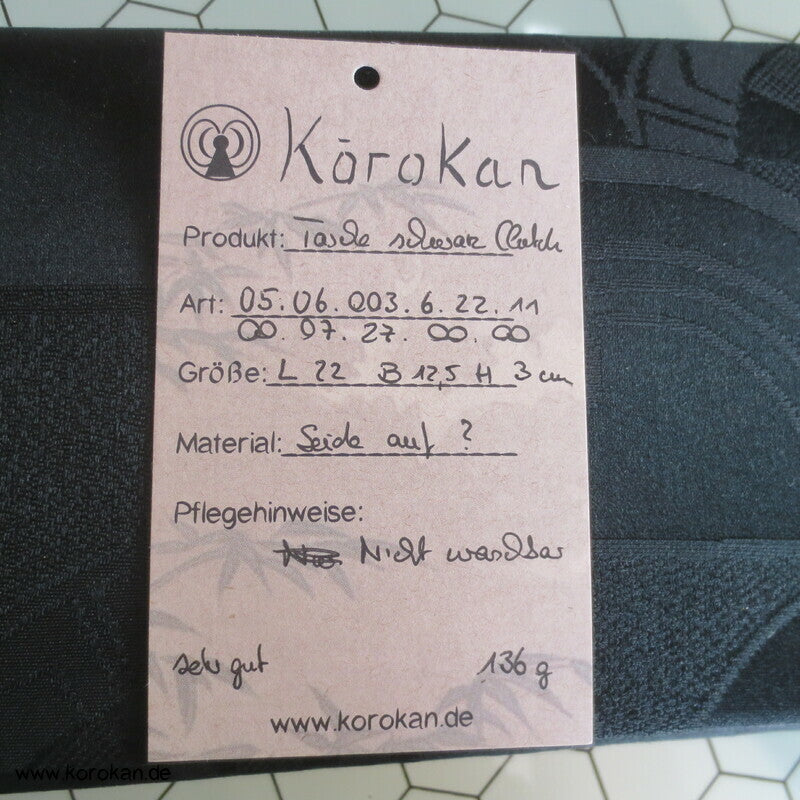 Kōrokan
Produkt: Tasche schwarz Clutch
Art: 05.06.003.6.22.11
00.07.27.00.00
Größe: L 22 B 12,5 H 3 cm
Material: Seide auf ?
Pflegehinweise:
Nicht waschbar
sehr gut 136 g
www.korokan.de
www.korokan.de